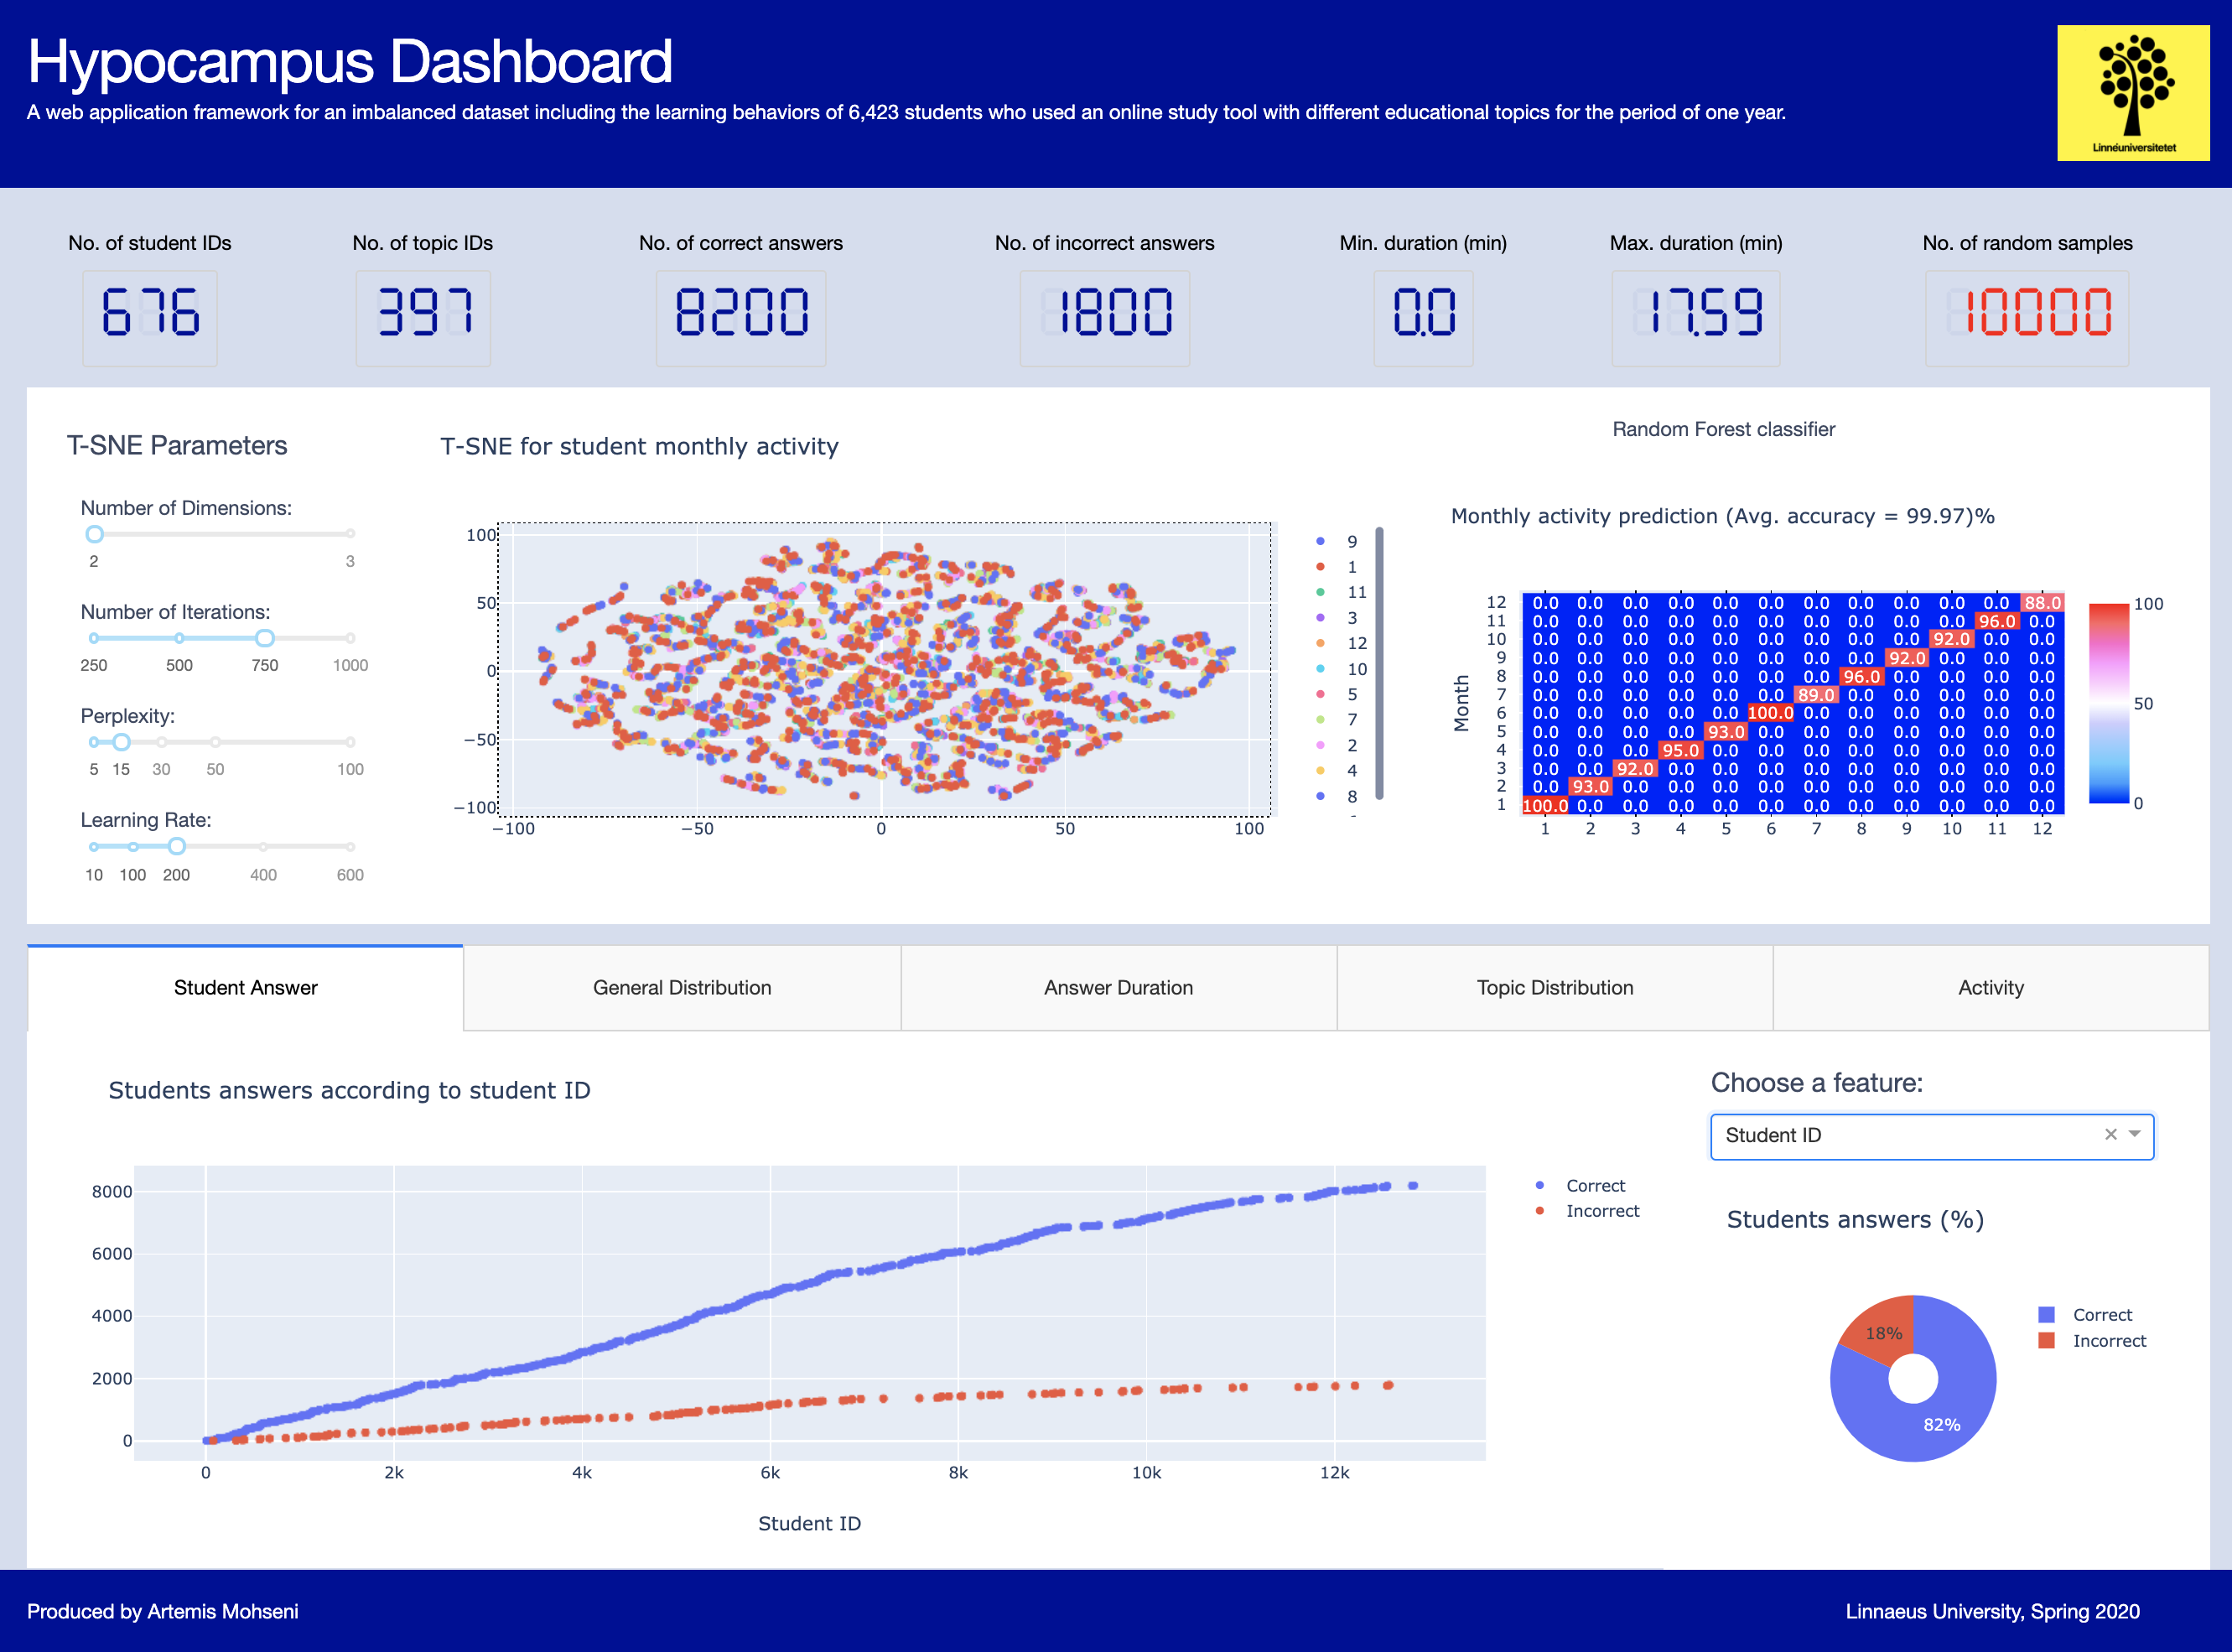 Hypocampus Dashboard
A web application framework for an imbalanced dataset including the learning behaviors of 6,423 students who used an online study tool with different educational topics for the period of one year.
Linnéuniversitetet
No. of student IDs
676
No. of topic IDs
397
No. of correct answers
8200
No. of incorrect answers
1800
Min. duration (min)
0.0
Max. duration (min)
17.59
No. of random samples
10000
T-SNE Parameters
Number of Dimensions:
2 3
Number of Iterations:
250 500 750 1000
Perplexity:
5 15 30 50 100
Learning Rate:
10 100 200 400 600
T-SNE for student monthly activity
100
50
0
−50
−100
−100 −50 0 50 100
9
1
11
3
12
10
5
7
2
4
8
Random Forest classifier
Monthly activity prediction (Avg. accuracy = 99.97)%
Month
12 0.0 0.0 0.0 0.0 0.0 0.0 0.0 0.0 0.0 0.0 0.0 88.0
11 0.0 0.0 0.0 0.0 0.0 0.0 0.0 0.0 0.0 0.0 96.0 0.0
10 0.0 0.0 0.0 0.0 0.0 0.0 0.0 0.0 0.0 92.0 0.0 0.0
9 0.0 0.0 0.0 0.0 0.0 0.0 0.0 0.0 92.0 0.0 0.0 0.0
8 0.0 0.0 0.0 0.0 0.0 0.0 0.0 96.0 0.0 0.0 0.0 0.0
7 0.0 0.0 0.0 0.0 0.0 0.0 89.0 0.0 0.0 0.0 0.0 0.0
6 0.0 0.0 0.0 0.0 0.0 100.0 0.0 0.0 0.0 0.0 0.0 0.0
5 0.0 0.0 0.0 0.0 93.0 0.0 0.0 0.0 0.0 0.0 0.0 0.0
4 0.0 0.0 0.0 95.0 0.0 0.0 0.0 0.0 0.0 0.0 0.0 0.0
3 0.0 0.0 92.0 0.0 0.0 0.0 0.0 0.0 0.0 0.0 0.0 0.0
2 0.0 93.0 0.0 0.0 0.0 0.0 0.0 0.0 0.0 0.0 0.0 0.0
1 100.0 0.0 0.0 0.0 0.0 0.0 0.0 0.0 0.0 0.0 0.0 0.0
1 2 3 4 5 6 7 8 9 10 11 12
100
50
0
Student Answer
General Distribution
Answer Duration
Topic Distribution
Activity
Students answers according to student ID
8000
6000
4000
2000
0
0 2k 4k 6k 8k 10k 12k
Student ID
Correct
Incorrect
Choose a feature:
Student ID
Students answers (%)
18%
82%
Correct
Incorrect
Produced by Artemis Mohseni
Linnaeus University, Spring 2020